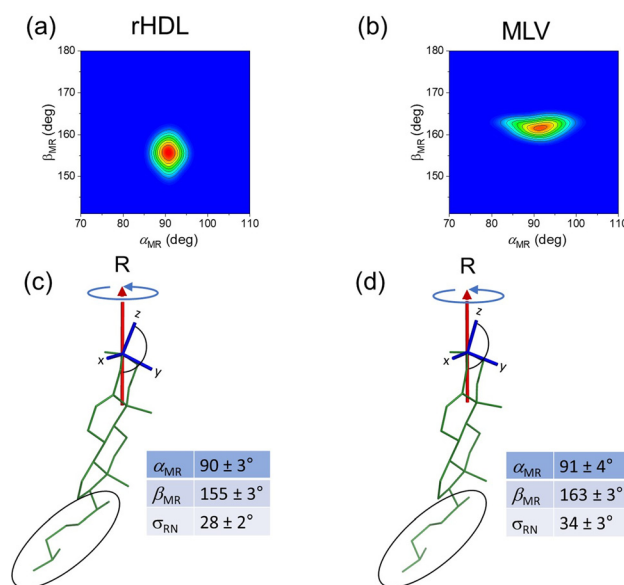 (a) rHDL
180
170
160
150
β_MR (deg)
70 80 90 100 110
α_MR (deg)
(b) MLV
180
170
160
150
β_MR (deg)
70 80 90 100 110
α_MR (deg)
(c)
R
z
x
y
α_MR 90 ± 3°
β_MR 155 ± 3°
σ_RN 28 ± 2°
(d)
R
z
x
y
α_MR 91 ± 4°
β_MR 163 ± 3°
σ_RN 34 ± 3°